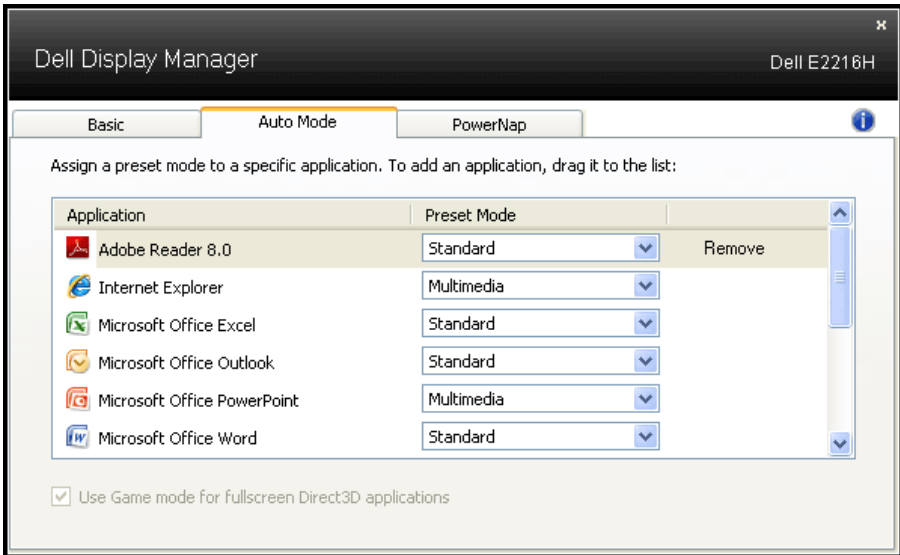 x
Dell Display Manager
Dell E2216H
Basic Auto Mode PowerNap
Assign a preset mode to a specific application. To add an application, drag it to the list:
Application Preset Mode
Adobe Reader 8.0 Standard Remove
Internet Explorer Multimedia
Microsoft Office Excel Standard
Microsoft Office Outlook Standard
Microsoft Office PowerPoint Multimedia
Microsoft Office Word Standard
Use Game mode for fullscreen Direct3D applications